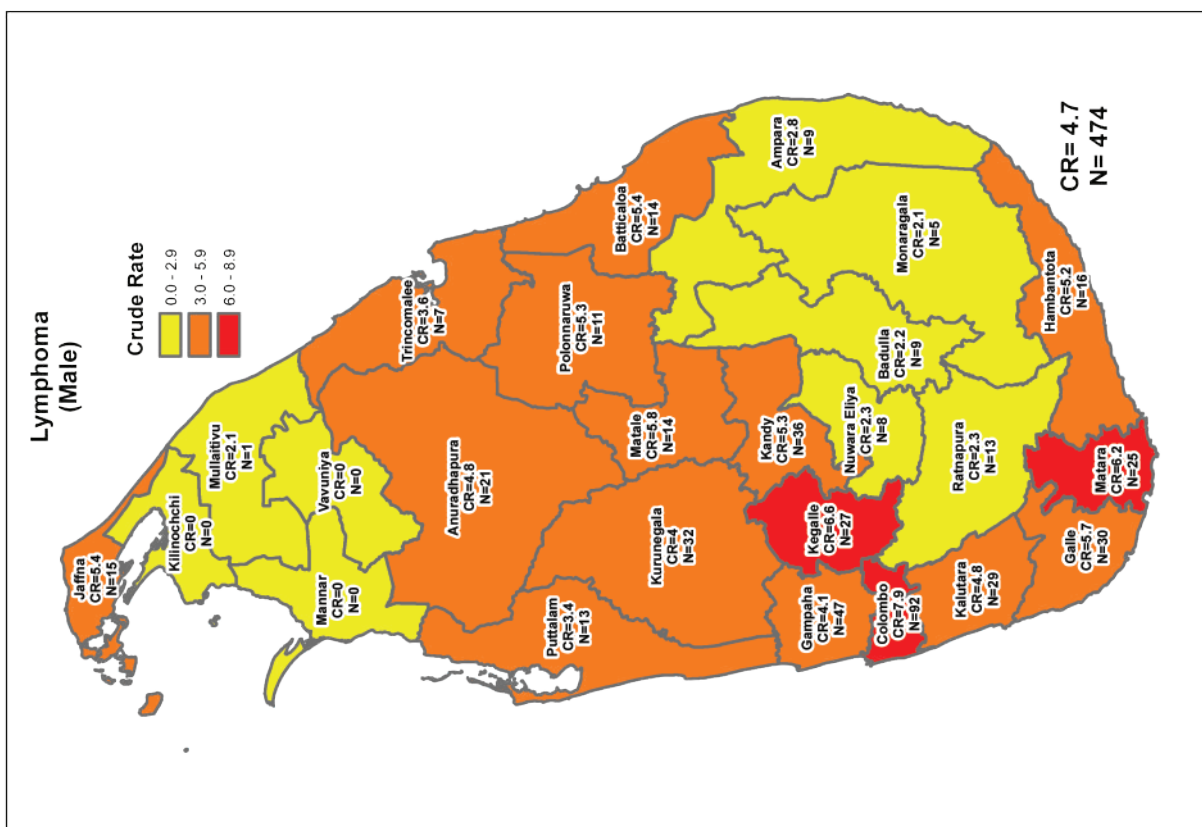 Lymphoma
(Male)
Crude Rate
0.0 - 2.9
3.0 - 5.9
6.0 - 8.9
Jaffna
CR=5.4
N=15
Kilinochchi
CR=0
N=0
Mullaitivu
CR=2.1
N=1
Mannar
CR=0
N=0
Vavuniya
CR=0
N=0
Trincomalee
CR=3.6
N=7
Anuradhapura
CR=4.8
N=21
Puttalam
CR=3.4
N=13
Polonnaruwa
CR=5.3
N=11
Batticaloa
CR=5.4
N=14
Kurunegala
CR=4
N=32
Matale
CR=5.8
N=14
Kandy
CR=5.3
N=36
Ampara
CR=2.8
N=9
Gampaha
CR=4.1
N=47
Kegalle
CR=6.6
N=27
Nuwara Eliya
CR=2.3
N=8
Badulla
CR=2.2
N=9
Monaragala
CR=2.1
N=5
Colombo
CR=7.9
N=92
Ratnapura
CR=2.3
N=13
Kalutara
CR=4.8
N=29
Galle
CR=5.7
N=30
Matara
CR=6.2
N=25
Hambantota
CR=5.2
N=16
CR= 4.7
N= 474